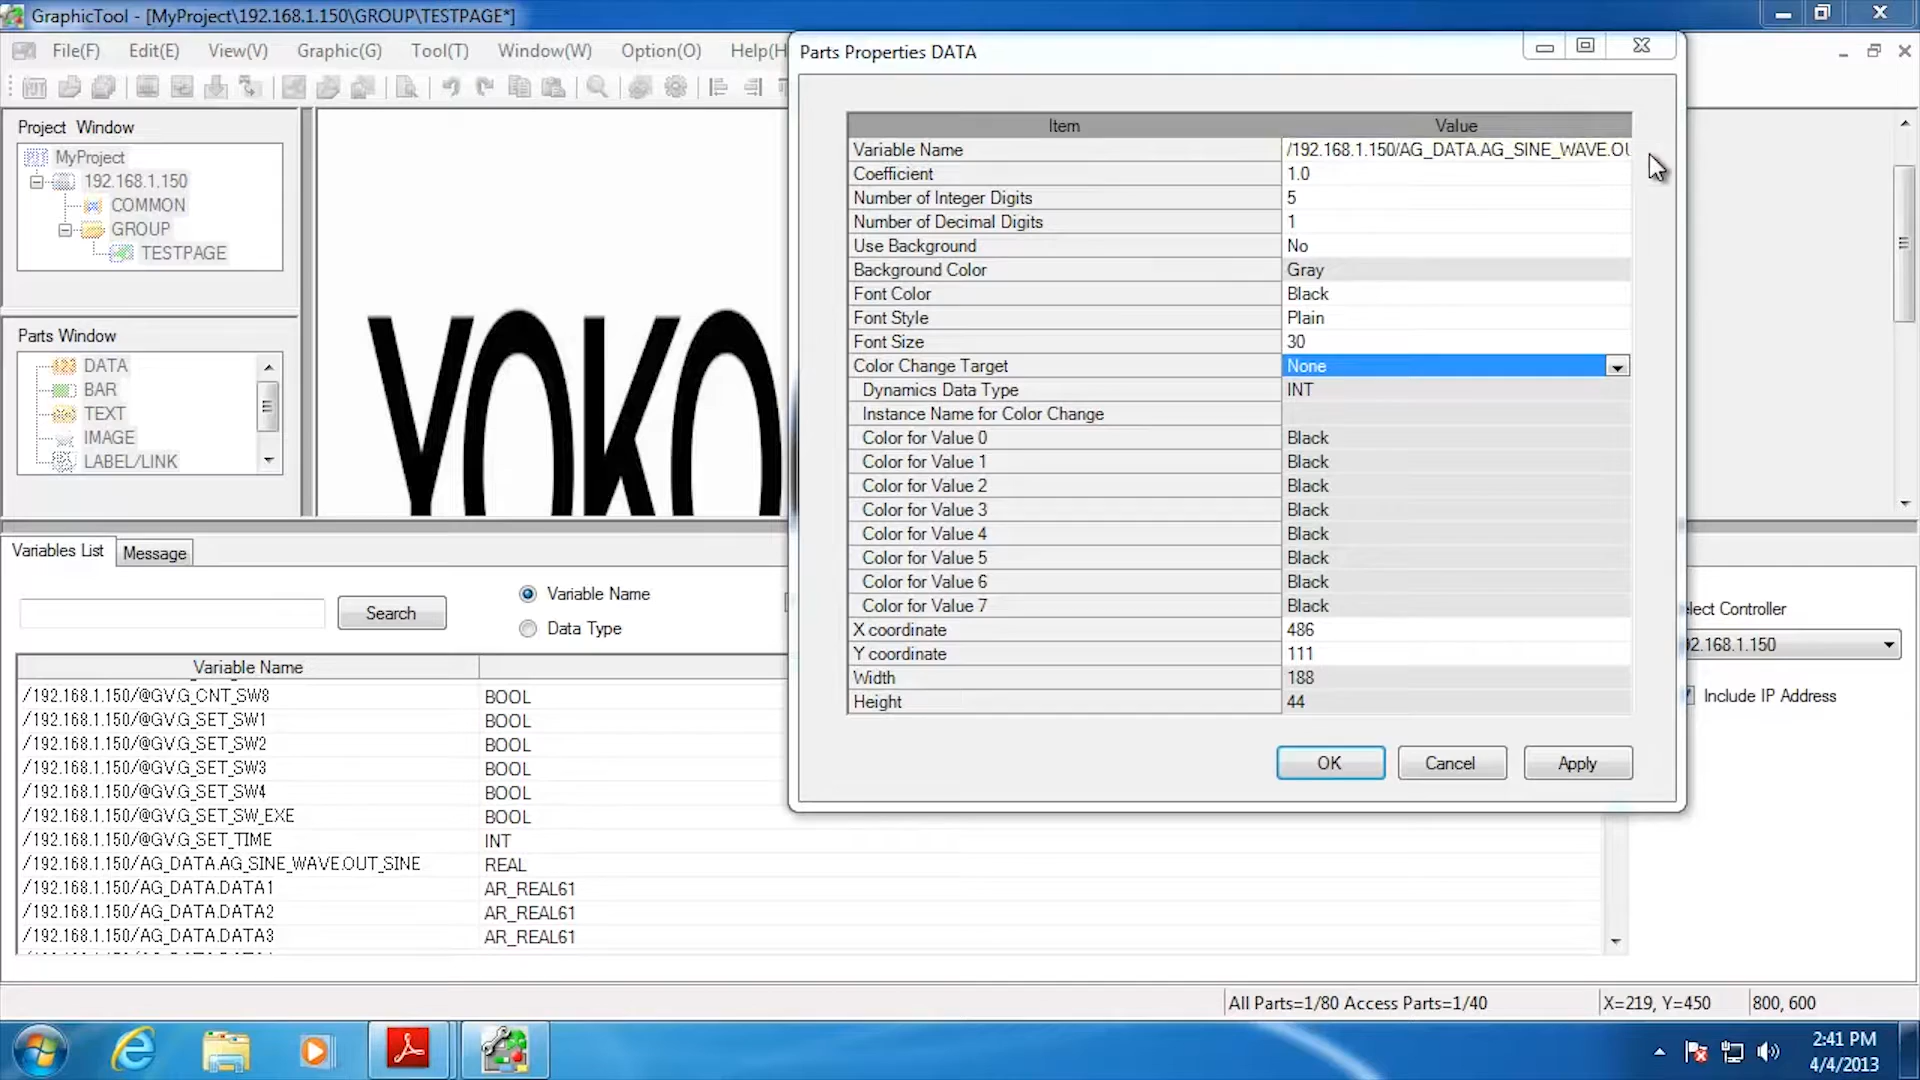 GraphicTool - [MyProject\192.168.1.150\GROUP\TESTPAGE*]
File(F) Edit(E) View(V) Graphic(G) Tool(T) Window(W) Option(O) Help(H
Project Window
MyProject
192.168.1.150
COMMON
GROUP
TESTPAGE
Parts Window
DATA
BAR
TEXT
IMAGE
LABEL/LINK
YOKO
Parts Properties DATA
Item Value
Variable Name /192.168.1.150/AG_DATA.AG_SINE_WAVE.OU
Coefficient 1.0
Number of Integer Digits 5
Number of Decimal Digits 1
Use Background No
Background Color Gray
Font Color Black
Font Style Plain
Font Size 30
Color Change Target None
Dynamics Data Type INT
Instance Name for Color Change
Color for Value 0 Black
Color for Value 1 Black
Color for Value 2 Black
Color for Value 3 Black
Color for Value 4 Black
Color for Value 5 Black
Color for Value 6 Black
Color for Value 7 Black
X coordinate 486
Y coordinate 111
Width 188
Height 44
OK Cancel Apply
Variables List Message
Search
Variable Name
Data Type
lect Controller
92.168.1.150
Include IP Address
Variable Name
/192.168.1.150/@GV.G_CNT_SW8 BOOL
/192.168.1.150/@GV.G_SET_SW1 BOOL
/192.168.1.150/@GV.G_SET_SW2 BOOL
/192.168.1.150/@GV.G_SET_SW3 BOOL
/192.168.1.150/@GV.G_SET_SW4 BOOL
/192.168.1.150/@GV.G_SET_SW_EXE BOOL
/192.168.1.150/@GV.G_SET_TIME INT
/192.168.1.150/AG_DATA.AG_SINE_WAVE.OUT_SINE REAL
/192.168.1.150/AG_DATA.DATA1 AR_REAL61
/192.168.1.150/AG_DATA.DATA2 AR_REAL61
/192.168.1.150/AG_DATA.DATA3 AR_REAL61
All Parts=1/80 Access Parts=1/40 X=219, Y=450 800, 600
2:41 PM
4/4/2013